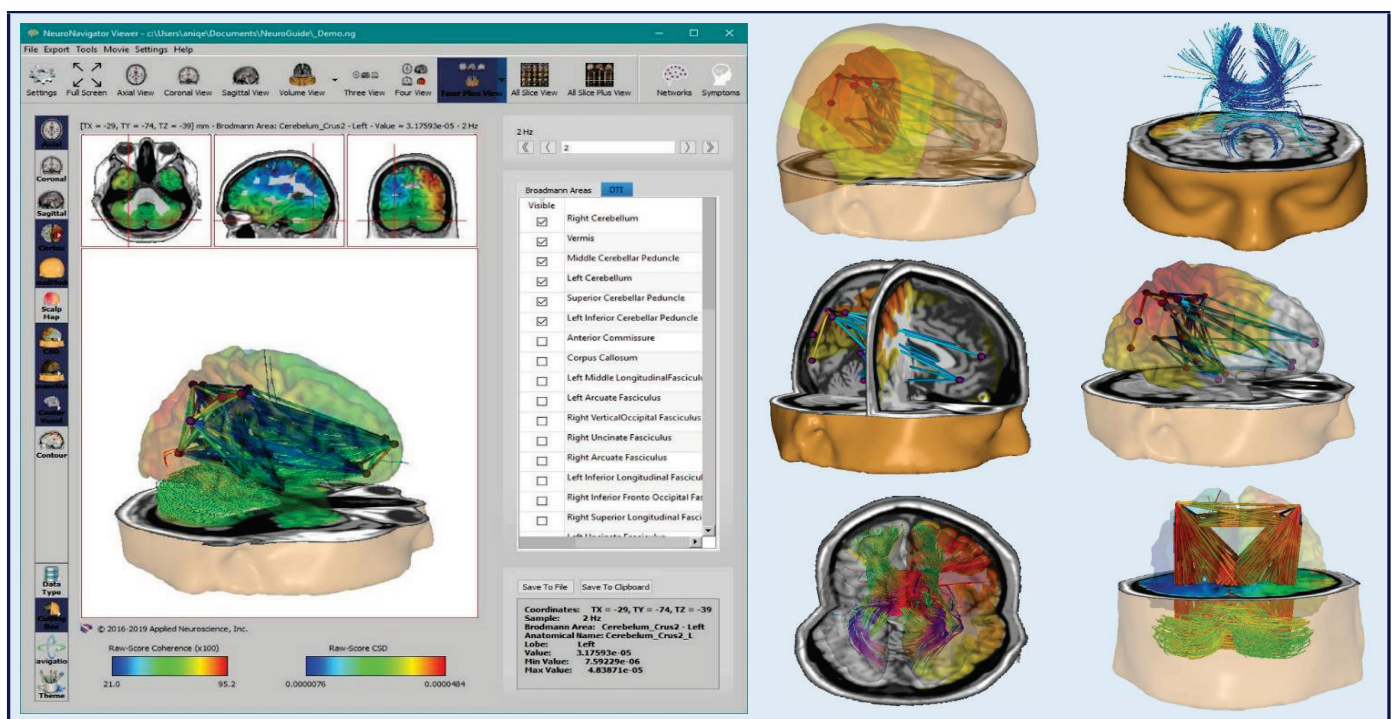 NeuroNavigator Viewer - c:\Users\aniqe\Documents\NeuroGuide\_Demo.ng
File Export Tools Movie Settings Help
Settings Full Screen Axial View Coronal View Sagittal View Volume View Three View Four View Four Plus View All Slice View All Slice Plus View Networks Symptoms
[TX = -29, TY = -74, TZ = -39] mm - Brodmann Area: Cerebelum_Crus2 - Left - Value = 3.17593e-05 - 2 Hz
Axial
Coronal
Sagittal
Cortex
Scalp
Map
CSD
Center
Voxel
Contour
Data
Type
Theme
2 Hz
2
Broadmann Areas DTI
Visible
Right Cerebellum
Vermis
Middle Cerebellar Peduncle
Left Cerebellum
Superior Cerebellar Peduncle
Left Inferior Cerebellar Peduncle
Anterior Commissure
Corpus Callosum
Left Middle LongitudinalFascicul
Left Arcuate Fasciculus
Right VerticalOccipital Fasciculus
Right Uncinate Fasciculus
Right Arcuate Fasciculus
Left Inferior Longitudinal Fascicul
Right Inferior Fronto Occipital Fas
Right Superior Longitudinal Fasci
Save To File Save To Clipboard
Coordinates: TX = -29, TY = -74, TZ = -39
Sample: 2 Hz
Brodmann Area: Cerebelum_Crus2 - Left
Anatomical Name: Cerebelum_Crus2_L
Lobe: Left
Value: 3.17593e-05
Min Value: 7.59229e-06
Max Value: 4.83871e-05
© 2016-2019 Applied Neuroscience, Inc.
Raw-Score Coherence (x100) Raw-Score CSD
21.0 95.2 0.0000076 0.0000484